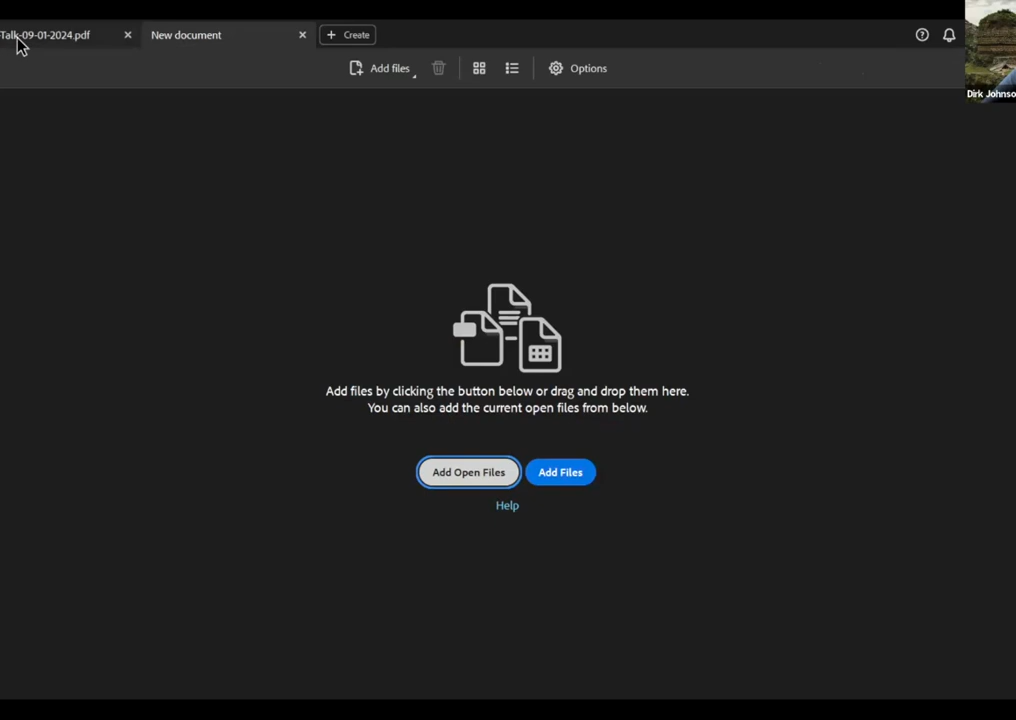 Talk-09-01-2024.pdf
New document
Create
Add files
Options
Dirk Johnso
Add files by clicking the button below or drag and drop them here.
You can also add the current open files from below.
Add Open Files
Add Files
Help